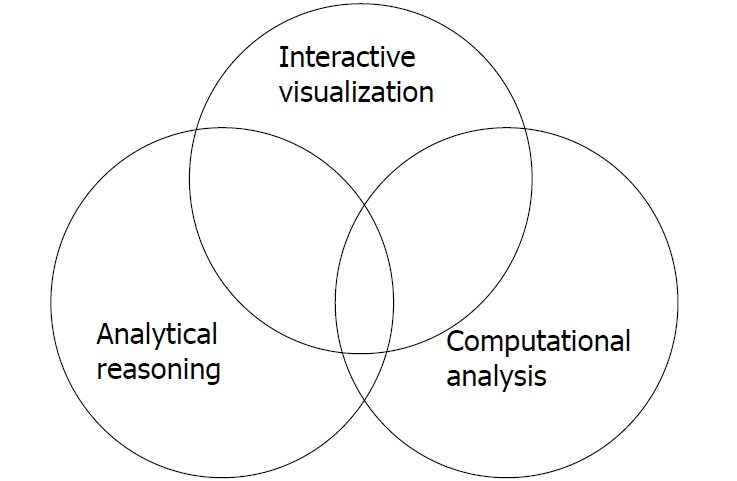 Interactive
visualization
Analytical
reasoning
Computational
analysis